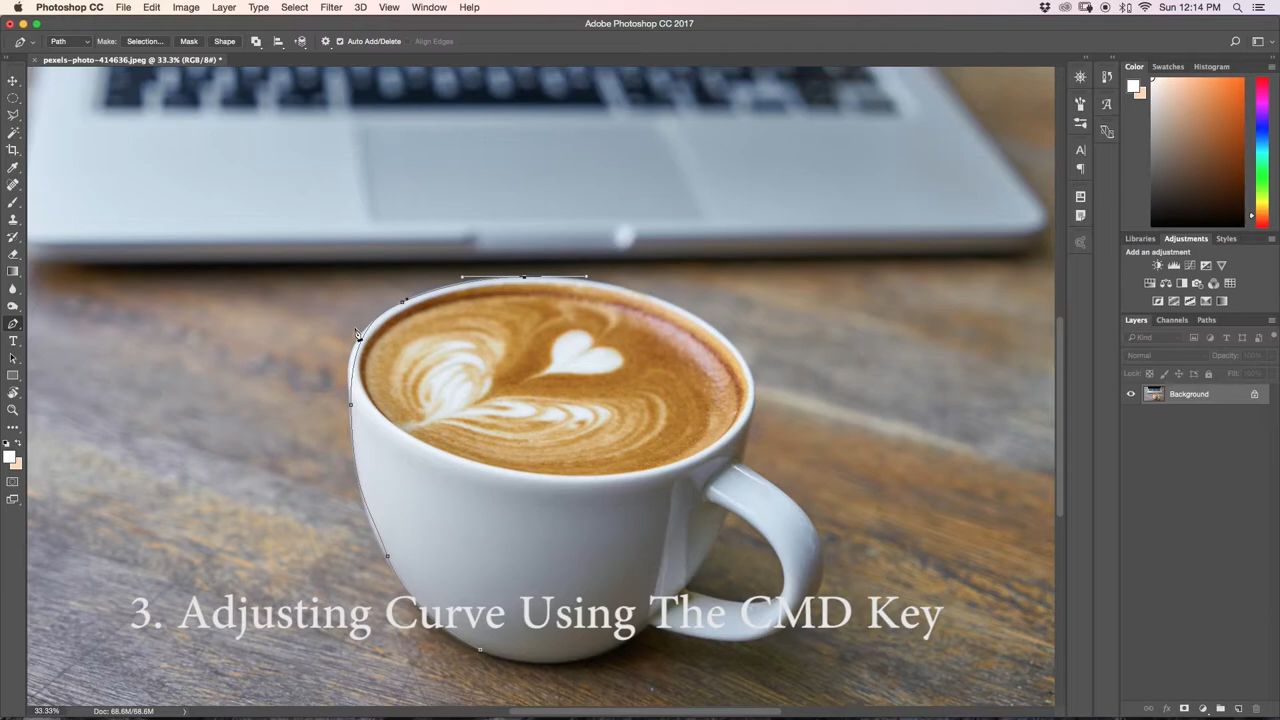 Photoshop CC File Edit Image Layer Type Select Filter 3D View Window Help Sun 12:14 PM
Adobe Photoshop CC 2017
Path Make: Selection... Mask Shape Auto Add/Delete Align Edges
pexels-photo-414636.jpeg @ 33.3% (RGB/8#) *
Color Swatches Histogram
Libraries Adjustments Styles
Add an adjustment
Layers Channels Paths
Kind
Normal Opacity: 100%
Lock: Fill: 100%
Background
3. Adjusting Curve Using The CMD Key
33.33% Doc: 68.6M/68.6M